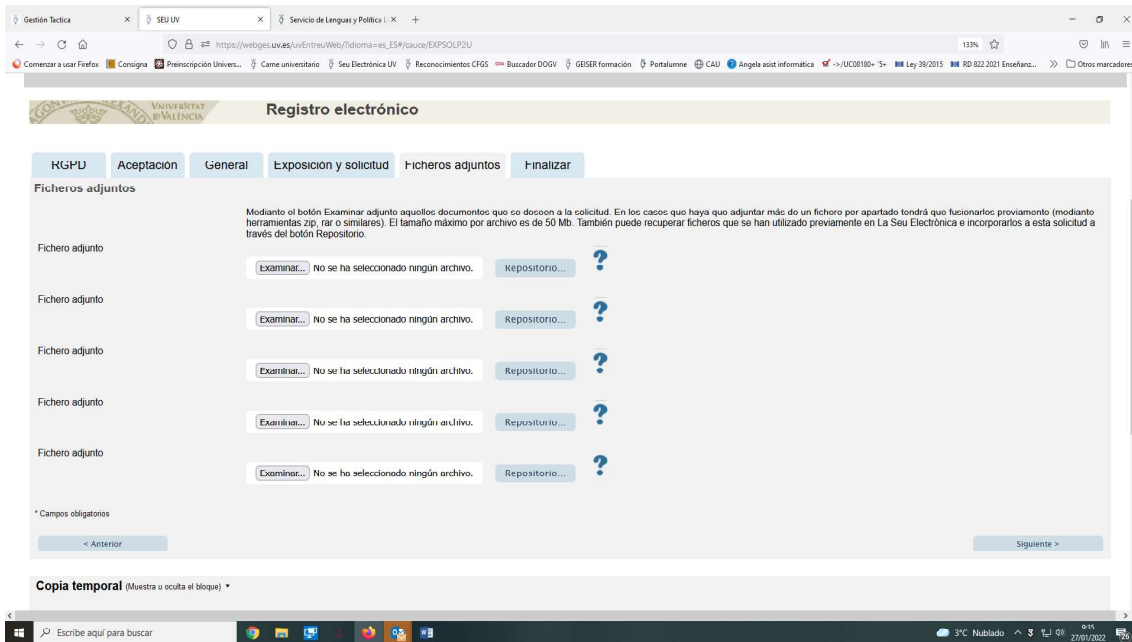 Gestión Tactica
SEU UV
Servicio de Lenguas y Política L
https://webges.uv.es/uvEntreuWeb/?idioma=es_ES#/cauce/EXPSOLP2U
133%
Comenzar a usar Firefox
Consigna
Preinscripción Univers...
Carne universitario
Seu Electrónica UV
Reconocimientos CFGS
Buscador DOGV
GEISER formación
Portalumne
CAU
Angela asist informática
->/UC08180+ '5+
Ley 39/2015
RD 822 2021 Enseñanz...
Otros marcadores
VNIVERSITAT
ID VALÈNCIA
Registro electrónico
RGPD
Aceptación
General
Exposición y solicitud
Ficheros adjuntos
Finalizar
Ficheros adjuntos
Mediante el botón Examinar adjunte aquellos documentos que se deseen a la solicitud. En los casos que haya que adjuntar más de un fichero por apartado tendrá que fusionarlos previamente (mediante
herramientas zip, rar o similares). El tamaño máximo por archivo es de 50 Mb. También puede recuperar ficheros que se han utilizado previamente en La Seu Electrònica e incorporarlos a esta solicitud a
través del botón Repositorio.
Fichero adjunto
Examinar... No se ha seleccionado ningún archivo. Repositorio... ?
Fichero adjunto
Examinar... No se ha seleccionado ningún archivo. Repositorio... ?
Fichero adjunto
Examinar... No se ha seleccionado ningún archivo. Repositorio... ?
Fichero adjunto
Examinar... No se ha seleccionado ningún archivo. Repositorio... ?
Fichero adjunto
Examinar... No se ha seleccionado ningún archivo. Repositorio... ?
* Campos obligatorios
< Anterior
Siguiente >
Copia temporal (Muestra u oculta el bloque)
Escribe aquí para buscar
3°C Nublado
9:35
27/01/2022